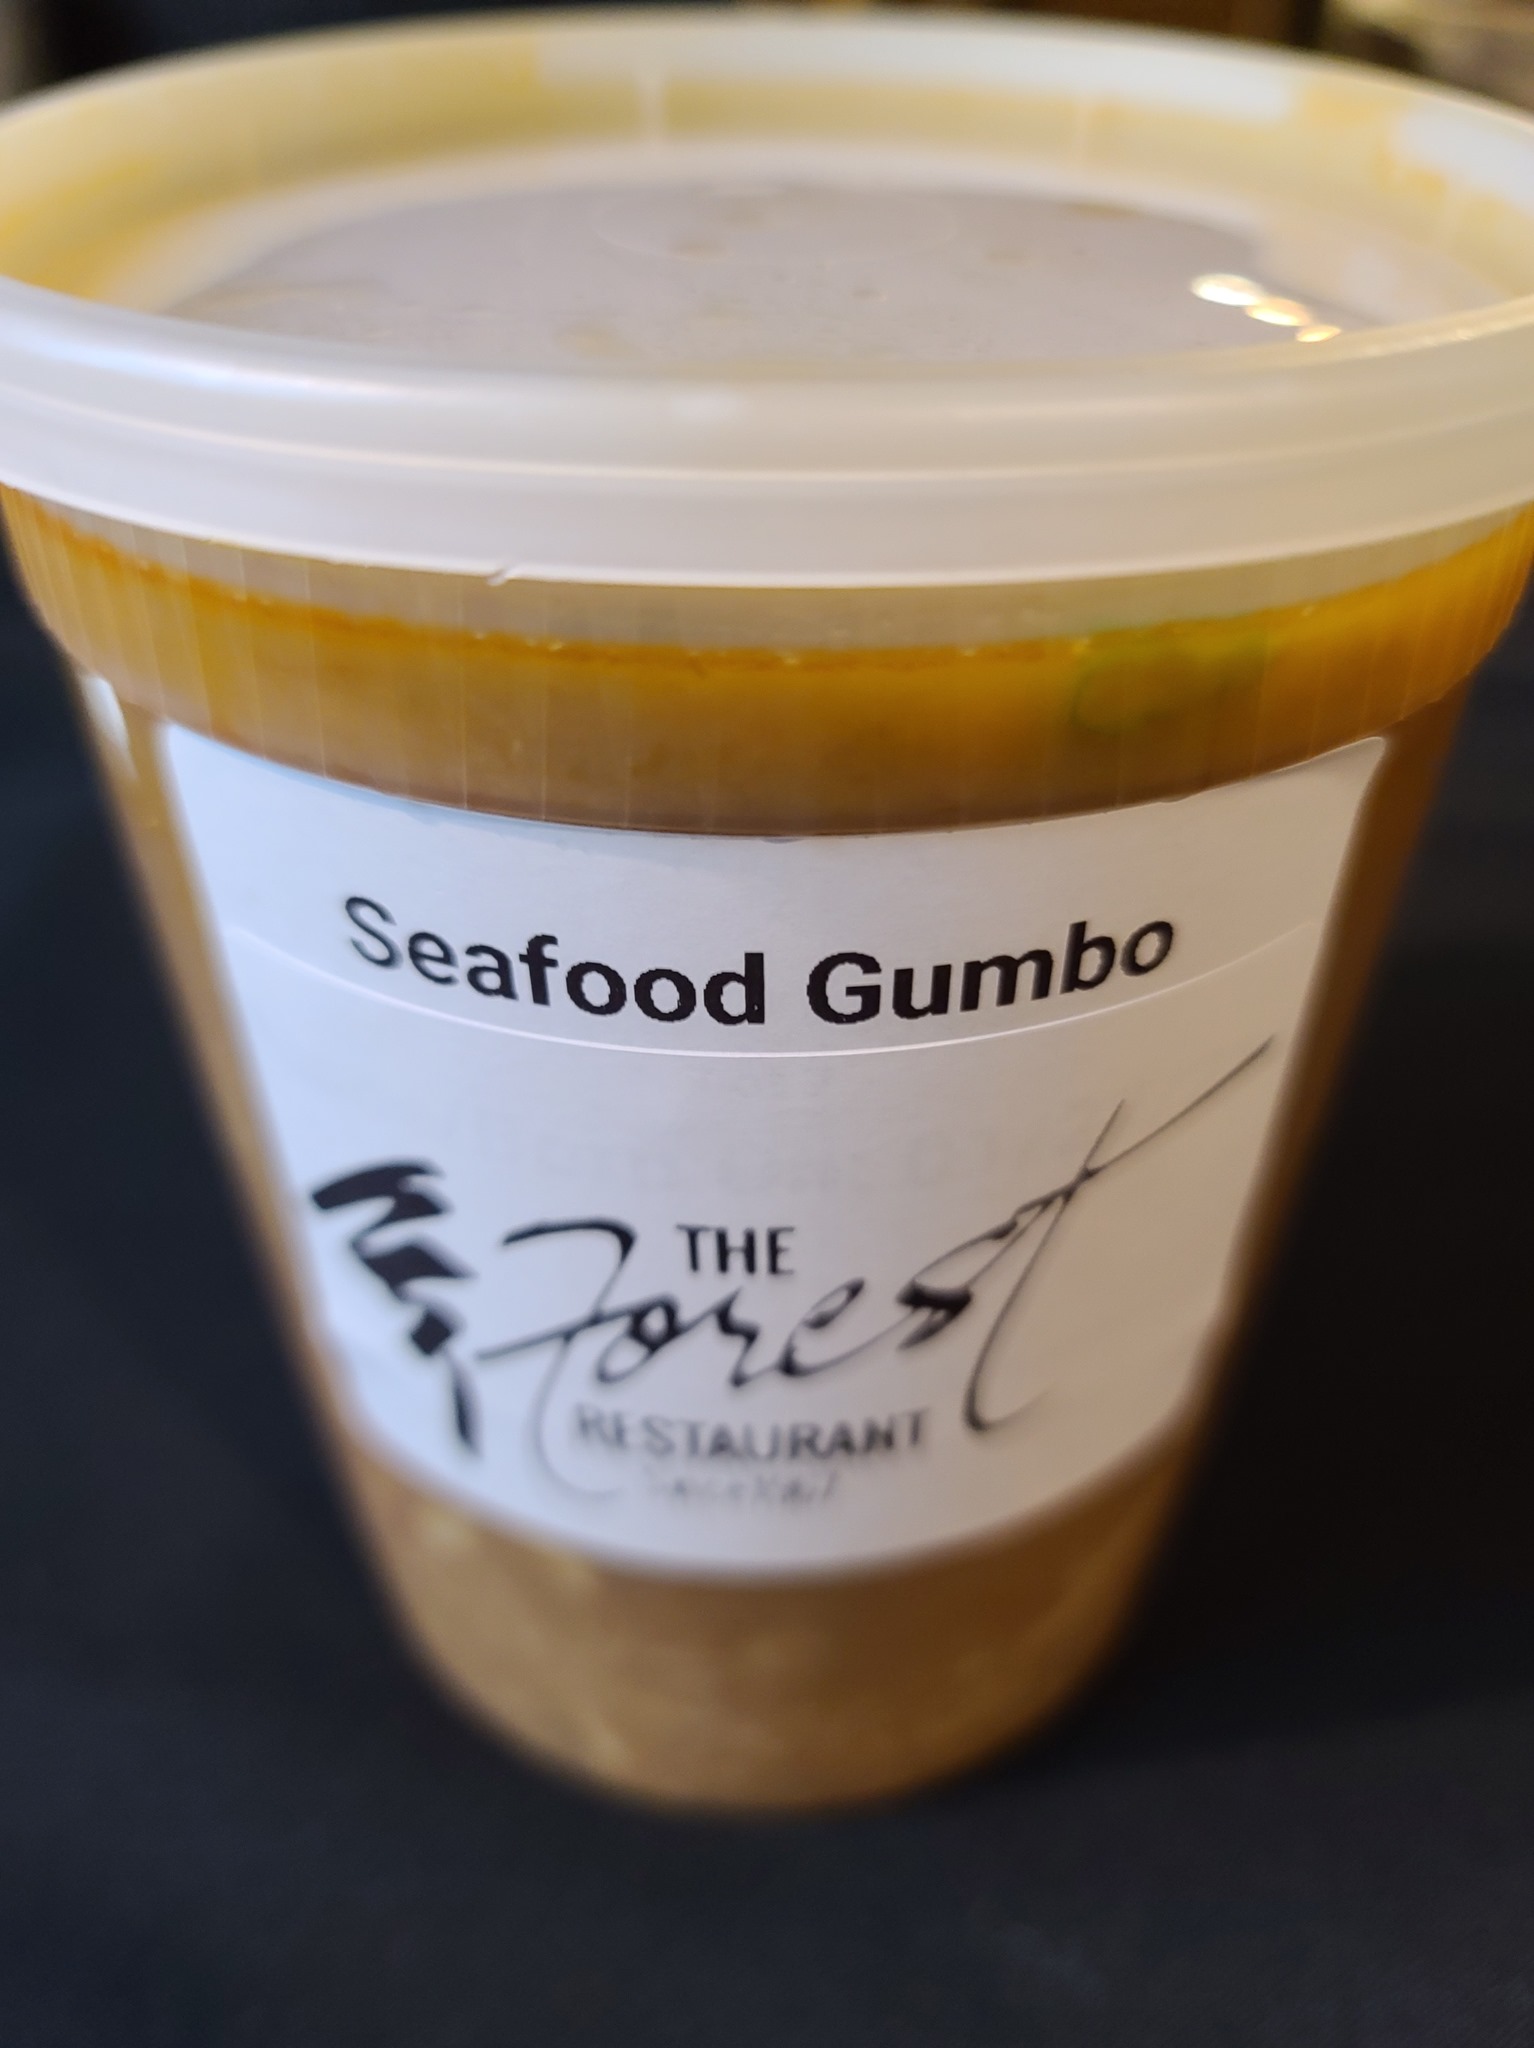 Seafood Gumbo
THE
Forest
RESTAURANT